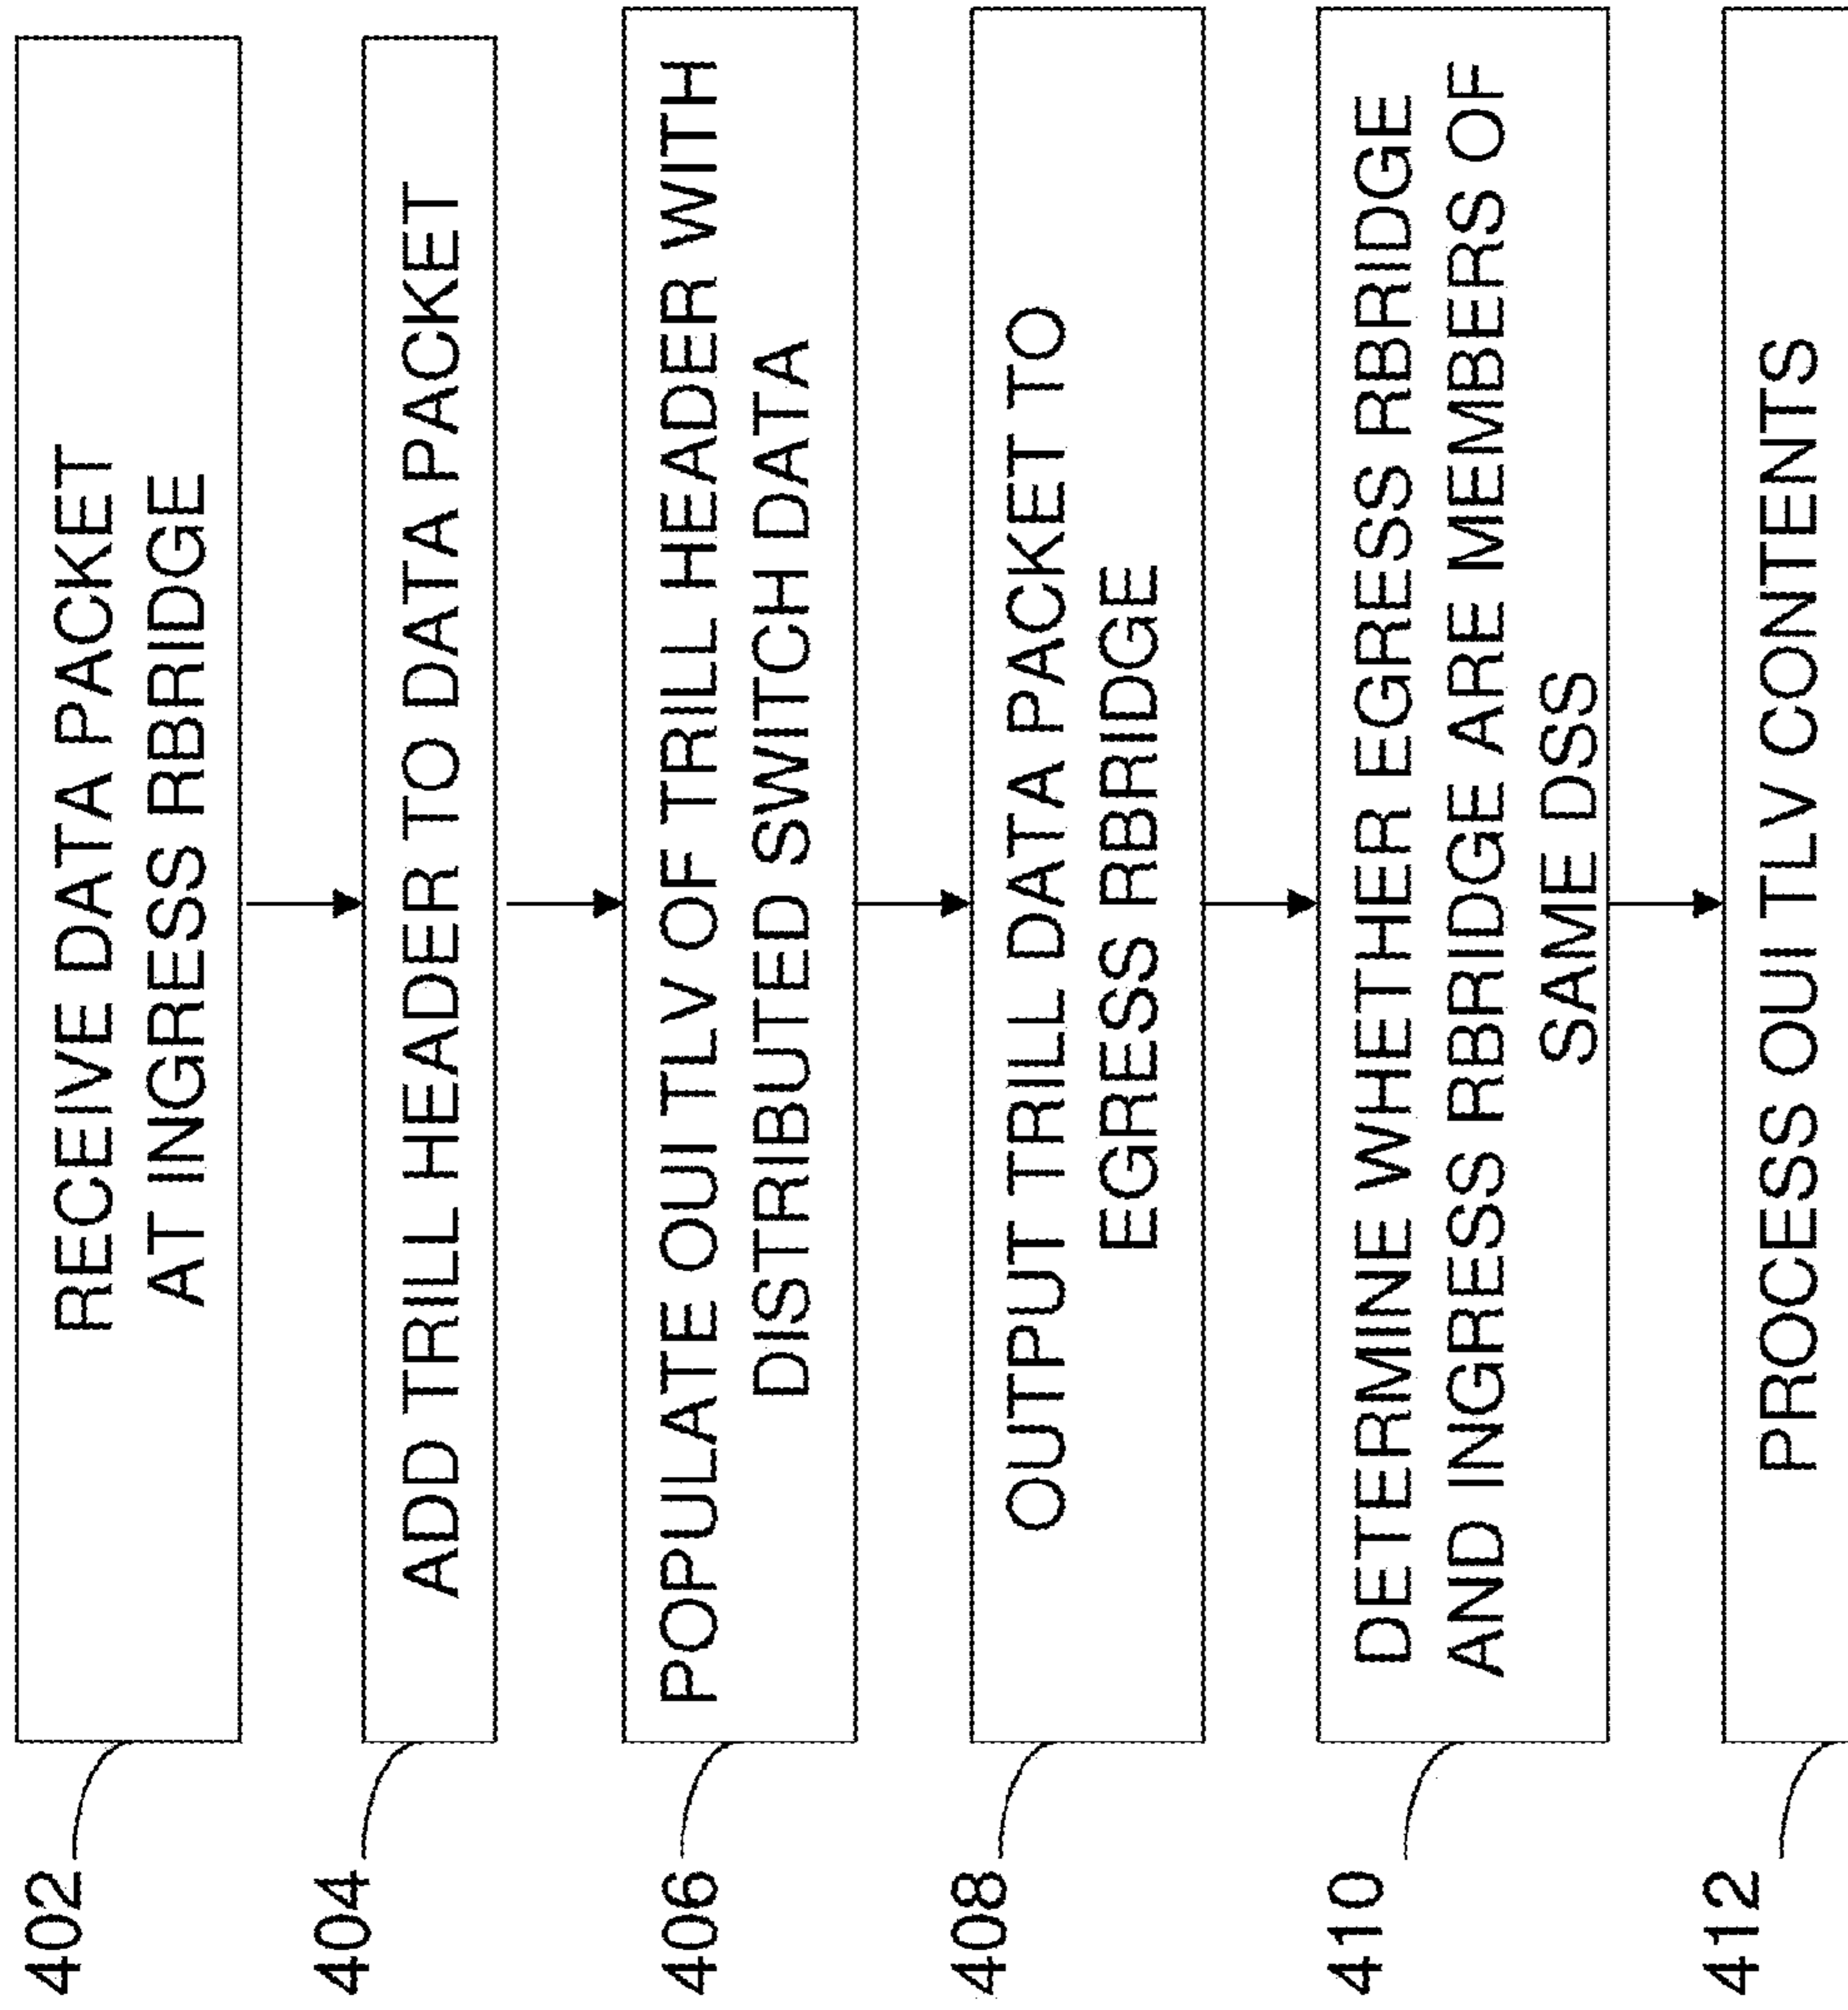 402
RECEIVE DATA PACKET
AT INGRESS RBRIDGE
404
ADD TRILL HEADER TO DATA PACKET
406
POPULATE OUI TLV OF TRILL HEADER WITH
DISTRIBUTED SWITCH DATA
408
OUTPUT TRILL DATA PACKET TO
EGRESS RBRIDGE
410
DETERMINE WHETHER EGRESS RBRIDGE
AND INGRESS RBRIDGE ARE MEMBERS OF
SAME DSS
412
PROCESS OUI TLV CONTENTS